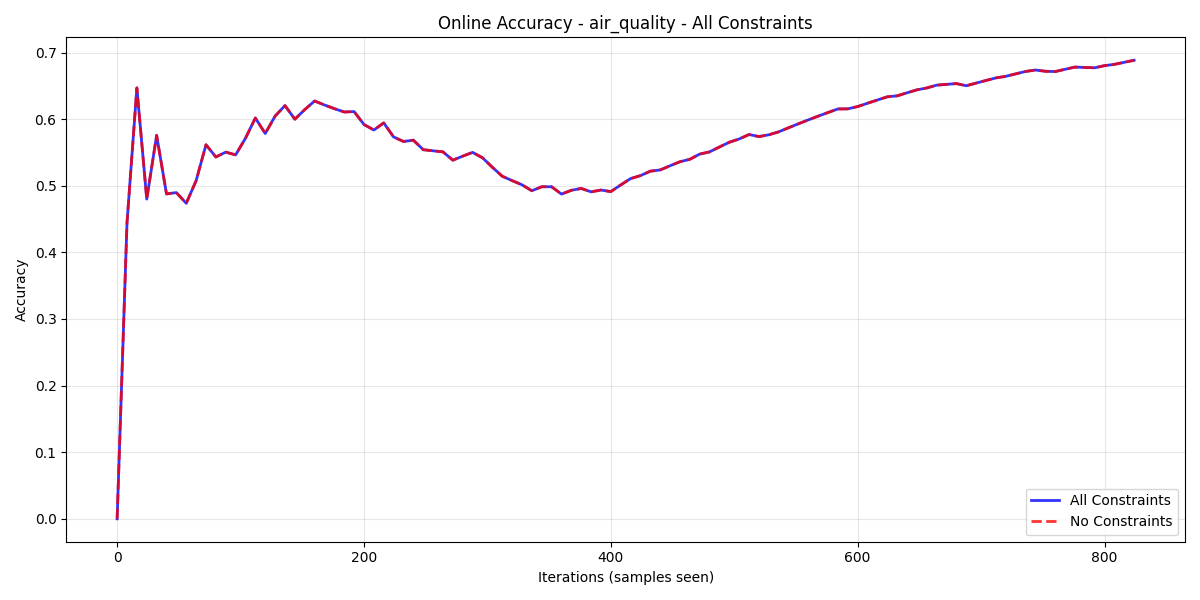 Online Accuracy - air_quality - All Constraints
0.7
0.6
0.5
0.4
0.3
0.2
0.1
0.0
Accuracy
0 200 400 600 800
Iterations (samples seen)
All Constraints
No Constraints